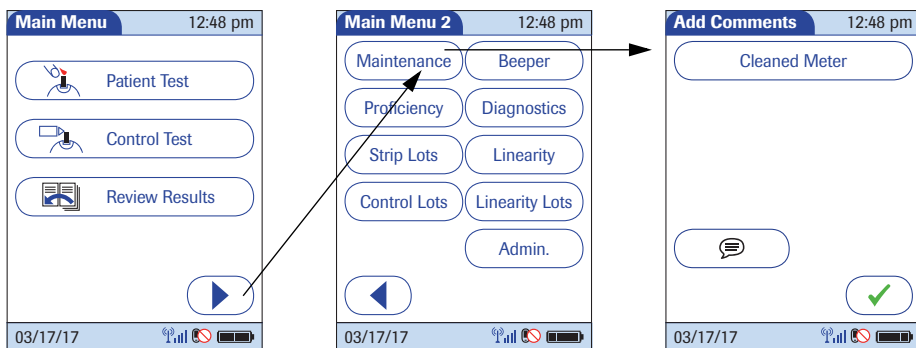 Main Menu 12:48 pm
Patient Test
Control Test
Review Results
03/17/17
Main Menu 2 12:48 pm
Maintenance Beeper
Proficiency Diagnostics
Strip Lots Linearity
Control Lots Linearity Lots
Admin.
03/17/17
Add Comments 12:48 pm
Cleaned Meter
03/17/17